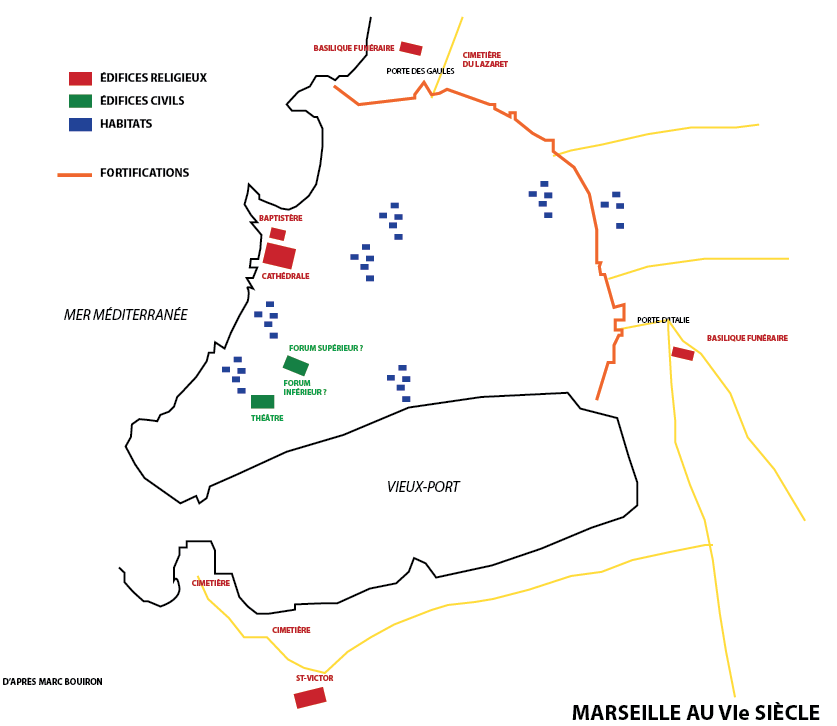 BASILIQUE FUNÉRAIRE
CIMETIÈRE
DU LAZARET
PORTE DES GAULES
ÉDIFICES RELIGIEUX
ÉDIFICES CIVILS
HABITATS
FORTIFICATIONS
BAPTISTÈRE
CATHÉDRALE
MER MÉDITERRANÉE
PORTE D'ITALIE
BASILIQUE FUNÉRAIRE
FORUM SUPÉRIEUR ?
FORUM
INFÉRIEUR ?
THÉÂTRE
VIEUX-PORT
CIMETIÈRE
CIMETIÈRE
ST-VICTOR
D'APRES MARC BOUIRON
MARSEILLE AU VIe SIÈCLE